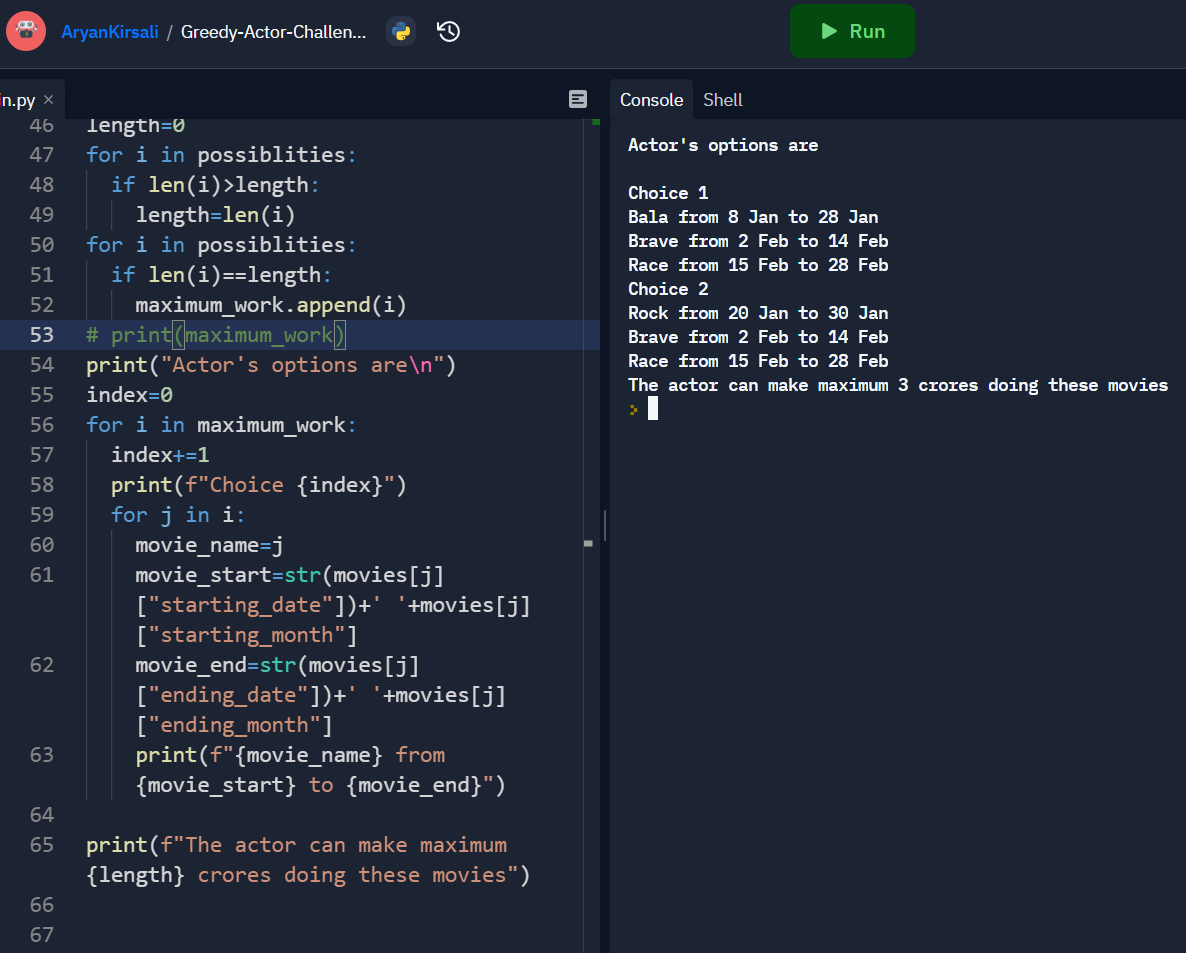 AryanKirsali / Greedy-Actor-Challen...
Run
n.py ×
Console Shell
46 length=0
47 for i in possiblities:
48 if len(i)>length:
49 length=len(i)
50 for i in possiblities:
51 if len(i)==length:
52 maximum_work.append(i)
53 # print(maximum_work)
54 print("Actor's options are\n")
55 index=0
56 for i in maximum_work:
57 index+=1
58 print(f"Choice {index}")
59 for j in i:
60 movie_name=j
61 movie_start=str(movies[j]
["starting_date"])+' '+movies[j]
["starting_month"]
62 movie_end=str(movies[j]
["ending_date"])+' '+movies[j]
["ending_month"]
63 print(f"{movie_name} from
{movie_start} to {movie_end}")
64
65 print(f"The actor can make maximum
{length} crores doing these movies")
66
67
Actor's options are
Choice 1
Bala from 8 Jan to 28 Jan
Brave from 2 Feb to 14 Feb
Race from 15 Feb to 28 Feb
Choice 2
Rock from 20 Jan to 30 Jan
Brave from 2 Feb to 14 Feb
Race from 15 Feb to 28 Feb
The actor can make maximum 3 crores doing these movies
>